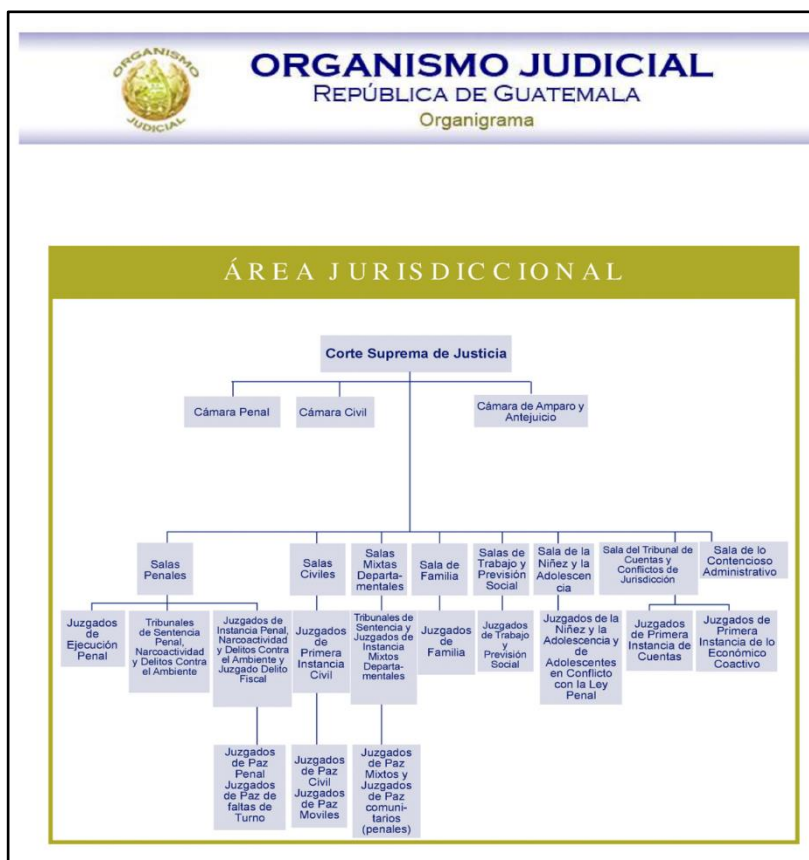 ORGANISMO
JUDICIAL
ORGANISMO JUDICIAL
REPÚBLICA DE GUATEMALA
Organigrama
ÁREA JURISDICCIONAL
Corte Suprema de Justicia
Cámara Penal
Cámara Civil
Cámara de Amparo y
Antejuicio
Salas
Penales
Salas
Civiles
Salas
Mixtas
Departa-
mentales
Sala de
Familia
Salas de
Trabajo y
Previsión
Social
Sala de la
Niñez y la
Adolescen-
cia
Sala del Tribunal de
Cuentas y
Conflictos de
Jurisdicción
Sala de lo
Contencioso
Administrativo
Juzgados
de
Ejecución
Penal
Tribunales
de Sentencia
Penal,
Narcoactividad
y Delitos Contra
el Ambiente
Juzgados de
Instancia Penal,
Narcoactividad
y Delitos Contra
el Ambiente y
Juzgado Delito
Fiscal
Juzgados
de
Primera
Instancia
Civil
Tribunales de
Sentencia y
Juzgados de
Instancia
Mixtos
Departa-
mentales
Juzgados
de
Familia
Juzgados
de Trabajo
y
Previsión
Social
Juzgados de la
Niñez y la
Adolescencia y
de
Adolescentes
en Conflicto
con la Ley
Penal
Juzgados
de Primera
Instancia de
Cuentas
Juzgados de
Primera
Instancia de lo
Económico
Coactivo
Juzgados
de Paz
Penal
Juzgados
de Paz de
faltas de
Turno
Juzgados
de Paz
Civil
Juzgados
de Paz
Moviles
Juzgados
de Paz
Mixtos y
Juzgados
de Paz
comuni-
tarios
(penales)